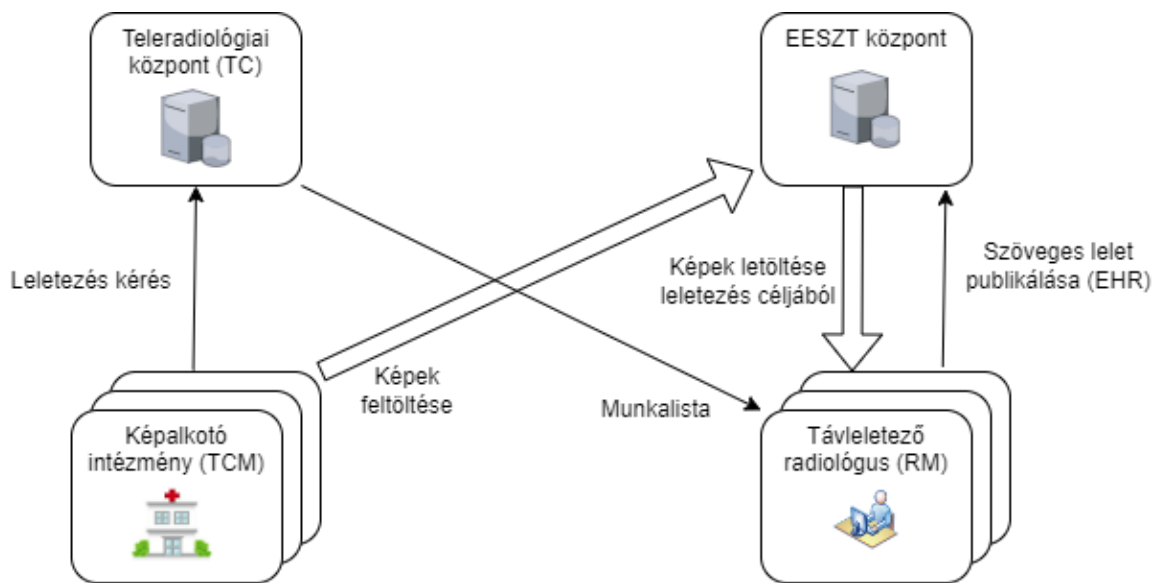 Teleradiológiai
központ (TC)
EESZT központ
Leletezés kérés
Képek letöltése
leletezés céljából
Szöveges lelet
publikálása (EHR)
Képek
feltöltése
Munkalista
Képalkotó
intézmény (TCM)
Távleletező
radiológus (RM)